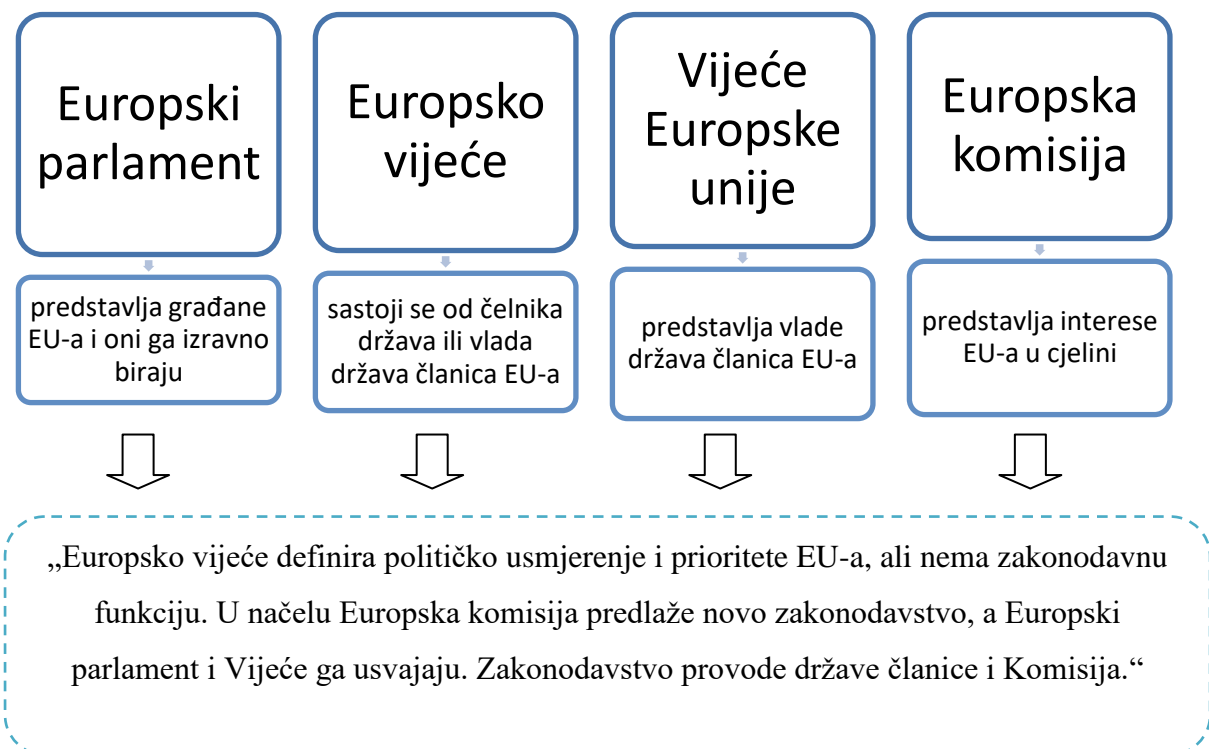 Europski
parlament
Europsko
vijeće
Vijeće
Europske
unije
Europska
komisija
predstavlja građane
EU-a i oni ga izravno
biraju
sastoji se od čelnika
država ili vlada
država članica EU-a
predstavlja vlade
država članica EU-a
predstavlja interese
EU-a u cjelini
„Europsko vijeće definira političko usmjerenje i prioritete EU-a, ali nema zakonodavnu
funkciju. U načelu Europska komisija predlaže novo zakonodavstvo, a Europski
parlament i Vijeće ga usvajaju. Zakonodavstvo provode države članice i Komisija.“